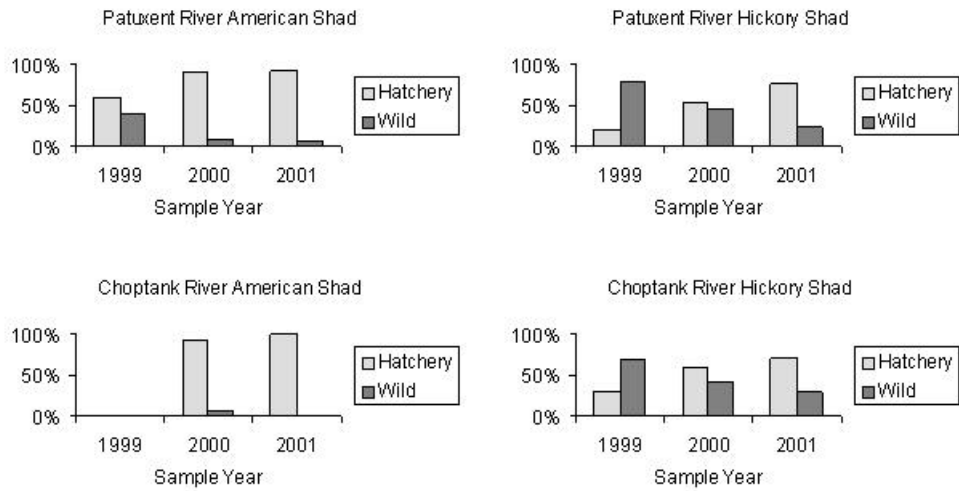 Patuxent River American Shad
100%
50%
0%
Hatchery
Wild
1999 2000 2001
Sample Year
Patuxent River Hickory Shad
100%
50%
0%
Hatchery
Wild
1999 2000 2001
Sample Year
Choptank River American Shad
100%
50%
0%
Hatchery
Wild
1999 2000 2001
Sample Year
Choptank River Hickory Shad
100%
50%
0%
Hatchery
Wild
1999 2000 2001
Sample Year